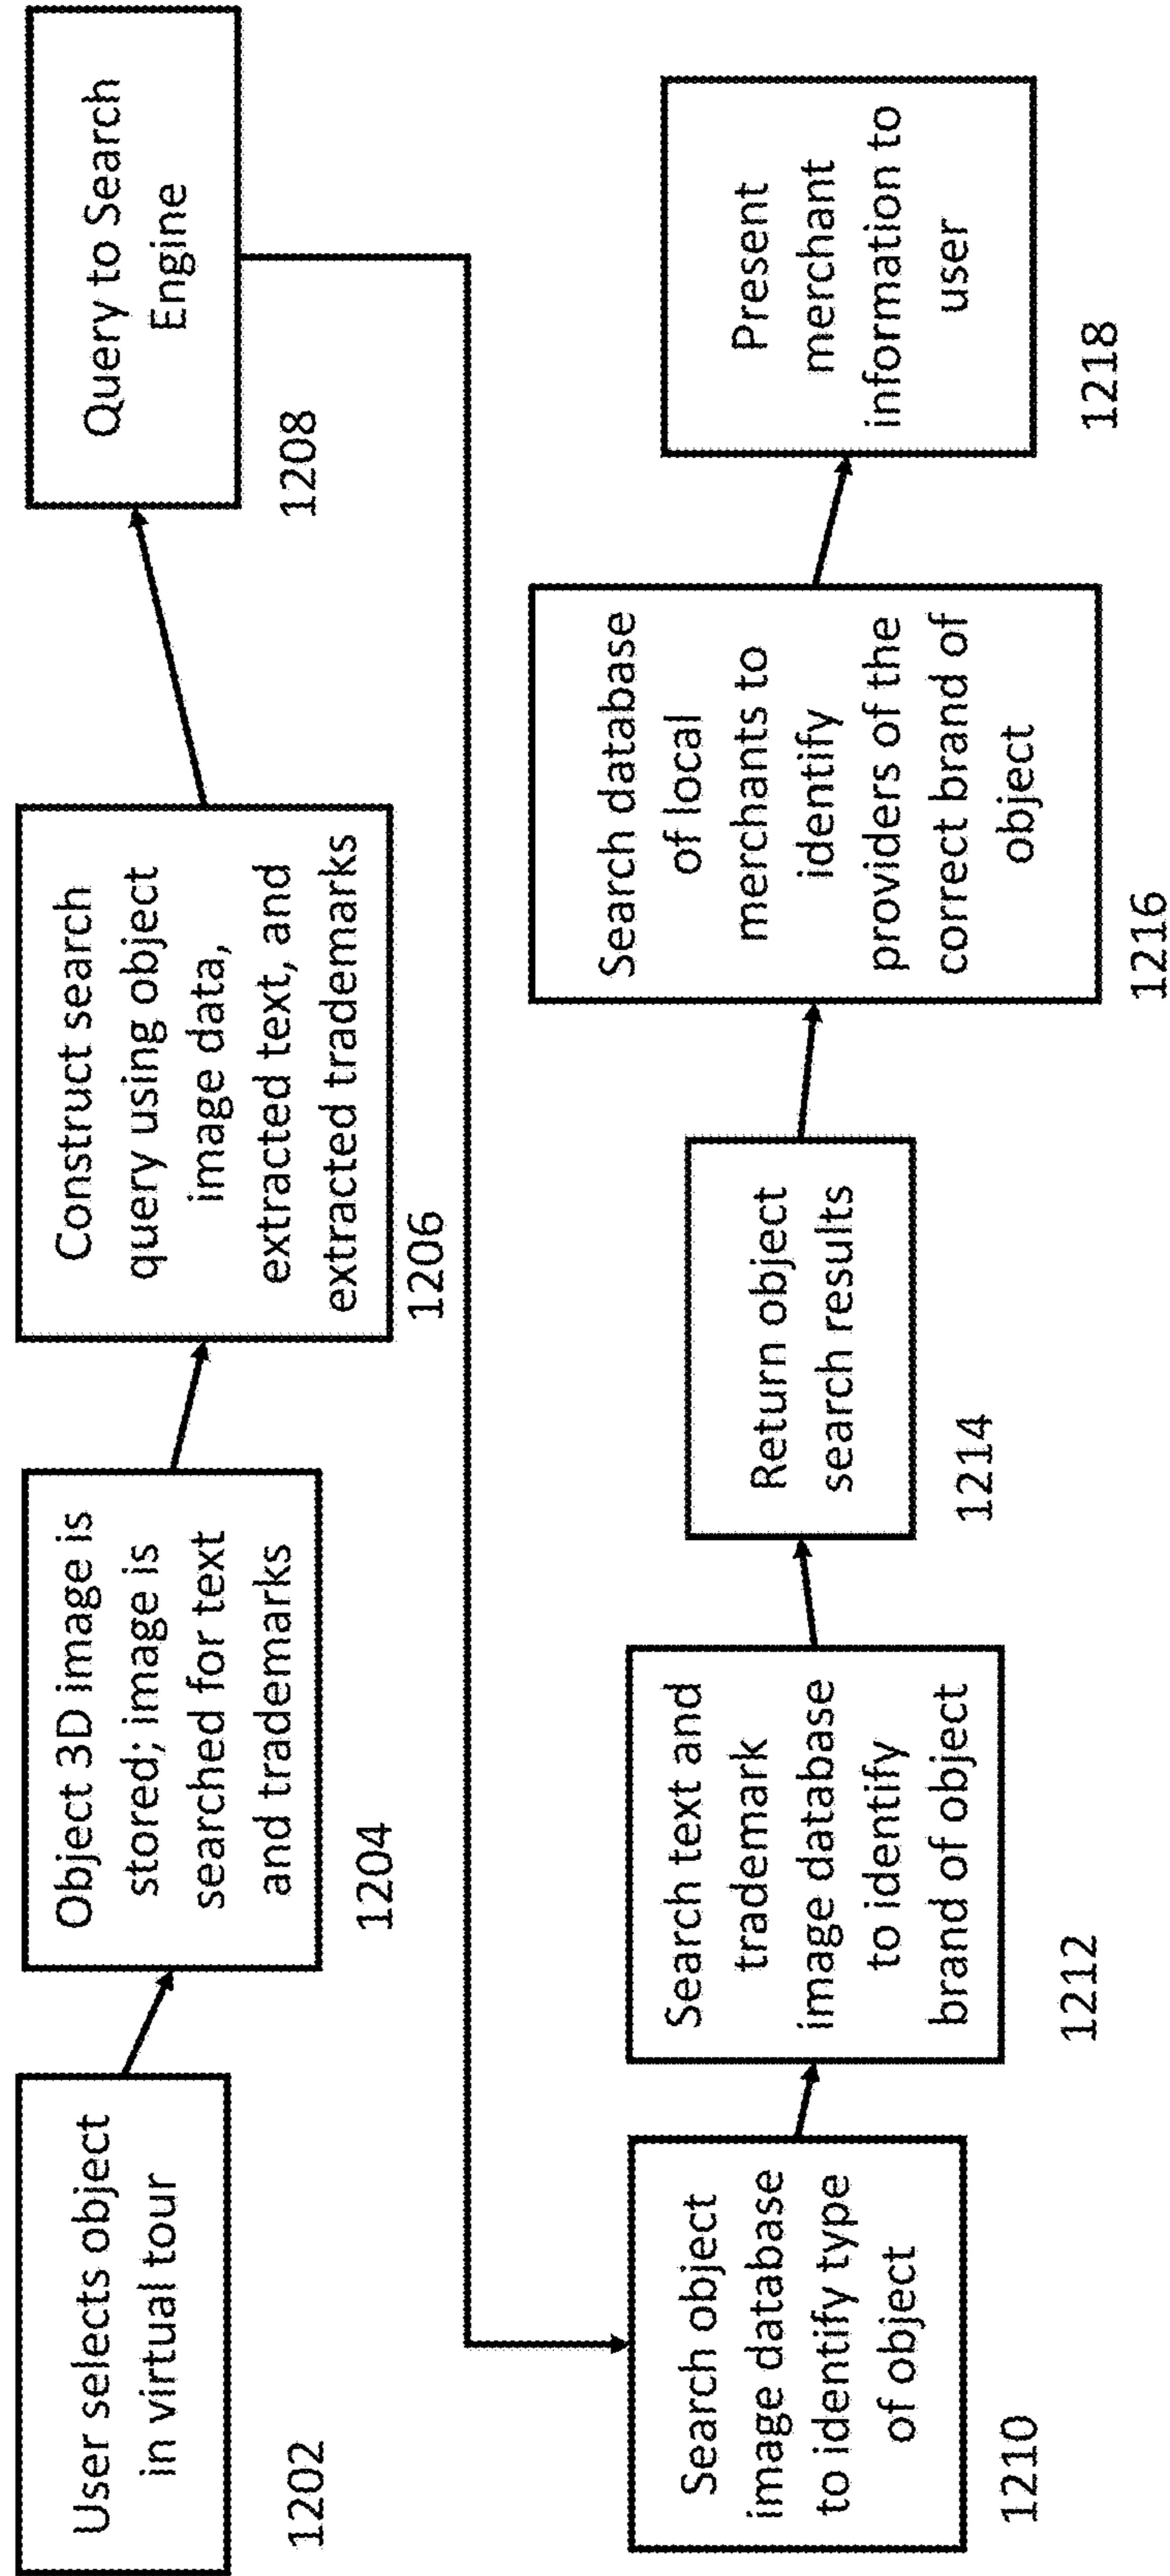 User selects object
in virtual tour
1202
Object 3D image is
stored; image is
searched for text
and trademarks
1204
Construct search
query using object
image data,
extracted text, and
extracted trademarks
1206
Query to Search
Engine
1208
Search object
image database
to identify type
of object
1210
Search text and
trademark
image database
to identify
brand of object
1212
Return object
search results
1214
Search database
of local
merchants to
identify
providers of the
correct brand of
object
1216
Present
merchant
information to
user
1218